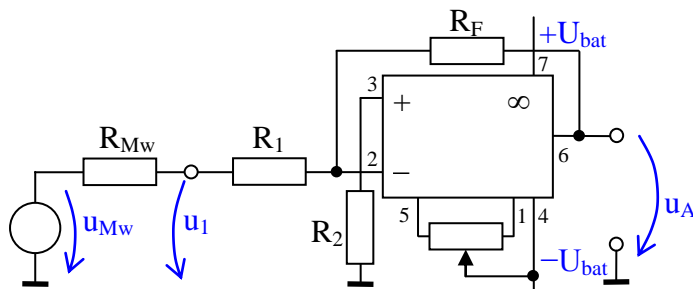 R_F
+U_bat
7
3
+
∞
R_Mw
R_1
2
−
6
u_Mw
u_1
R_2
5
1
4
u_A
−U_bat